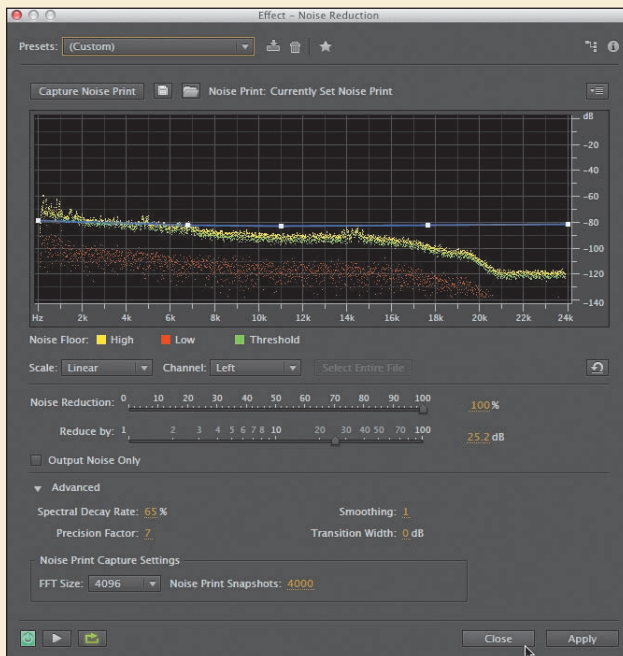 Effect – Noise Reduction
Presets: (Custom)
Capture Noise Print Noise Print: Currently Set Noise Print
dB
-20
-40
-60
-80
-100
-120
-140
Hz 2k 4k 6k 8k 10k 12k 14k 16k 18k 20k 22k 24k
Noise Floor: High Low Threshold
Scale: Linear Channel: Left Select Entire File
Noise Reduction: 0 10 20 30 40 50 60 70 80 90 100 100 %
Reduce by: 1 2 3 4 5 6 7 8 10 20 30 40 50 70 100 25.2 dB
Output Noise Only
Advanced
Spectral Decay Rate: 65 % Smoothing: 1
Precision Factor: 7 Transition Width: 0 dB
Noise Print Capture Settings
FFT Size: 4096 Noise Print Snapshots: 4000
Close Apply